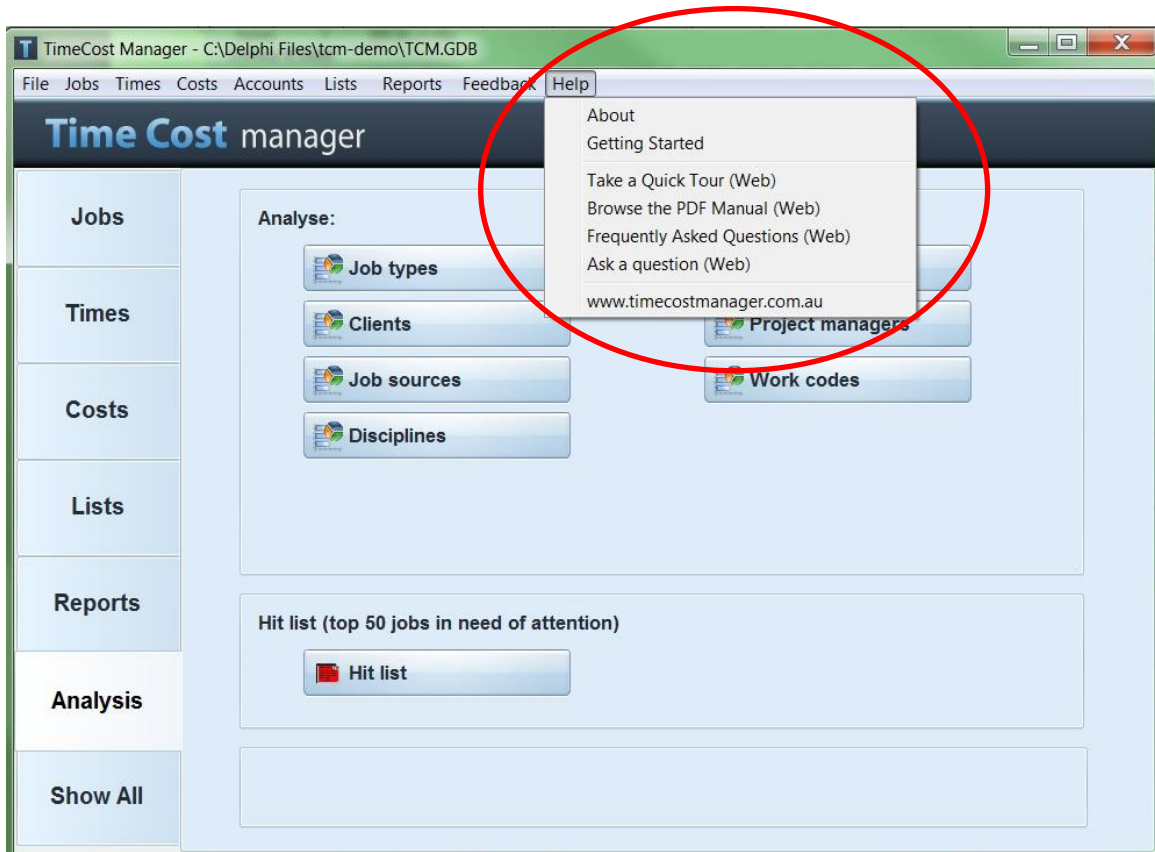 TimeCost Manager - C:\Delphi Files\tcm-demo\TCM.GDB
File Jobs Times Costs Accounts Lists Reports Feedback Help
Time Cost manager
About
Getting Started
Take a Quick Tour (Web)
Browse the PDF Manual (Web)
Frequently Asked Questions (Web)
Ask a question (Web)
www.timecostmanager.com.au
Jobs
Times
Costs
Lists
Reports
Analysis
Show All
Analyse:
Job types
Clients
Project managers
Job sources
Work codes
Disciplines
Hit list (top 50 jobs in need of attention)
Hit list